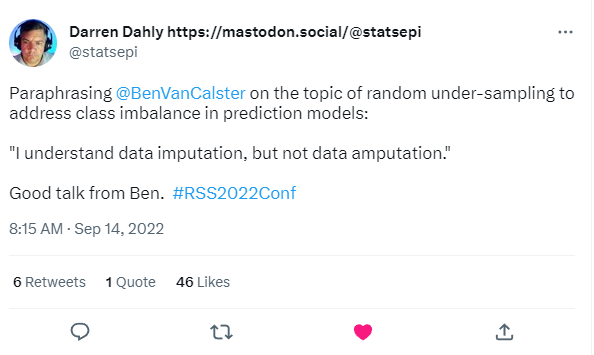 Darren Dahly https://mastodon.social/@statsepi
@statsepi
Paraphrasing @BenVanCalster on the topic of random under-sampling to
address class imbalance in prediction models:
"I understand data imputation, but not data amputation."
Good talk from Ben. #RSS2022Conf
8:15 AM · Sep 14, 2022
6 Retweets 1 Quote 46 Likes